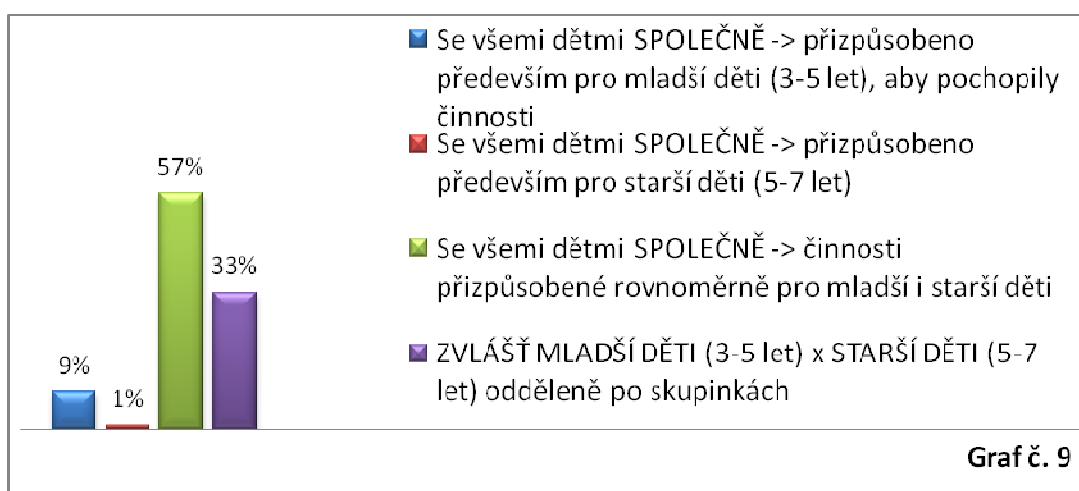 57%
33%
9%
1%
Se všemi dětmi SPOLEČNĚ -> přizpůsobeno
především pro mladší děti (3-5 let), aby pochopily
činnosti
Se všemi dětmi SPOLEČNĚ -> přizpůsobeno
především pro starší děti (5-7 let)
Se všemi dětmi SPOLEČNĚ -> činnosti
přizpůsobené rovnoměrně pro mladší i starší děti
ZVLÁŠŤ MLADŠÍ DĚTI (3-5 let) x STARŠÍ DĚTI (5-7
let) odděleně po skupinkách
Graf č. 9